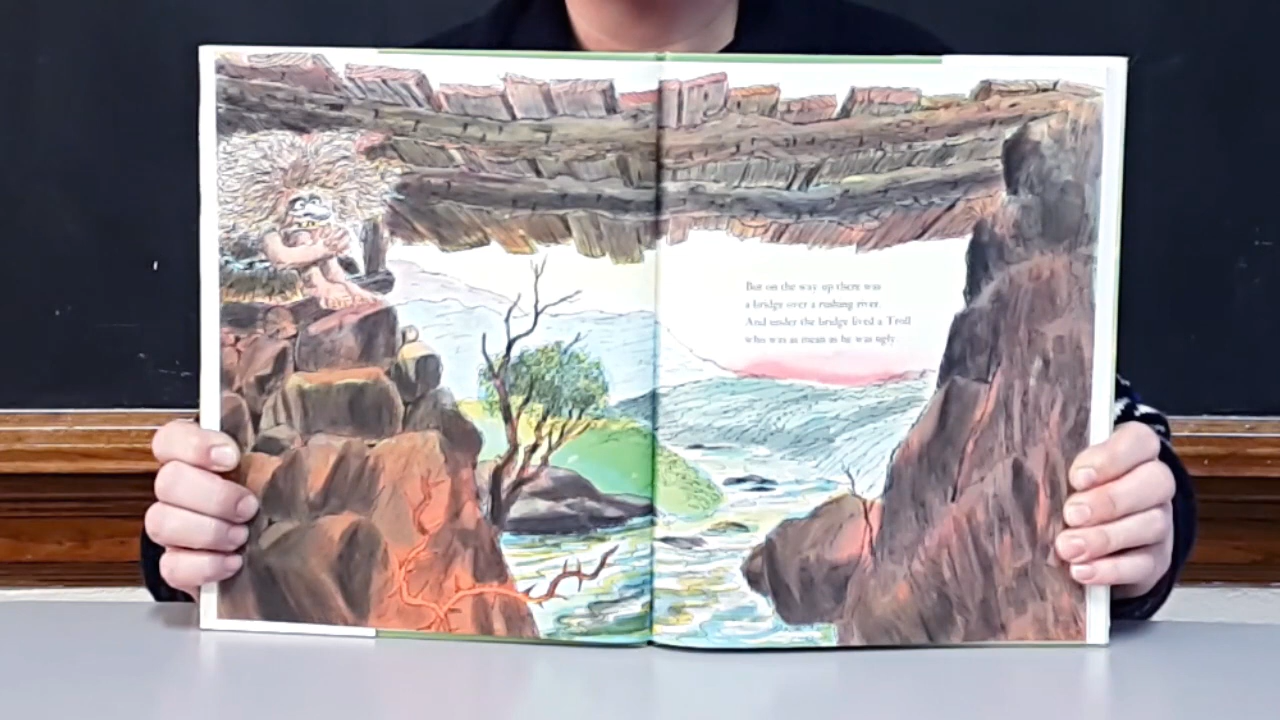 But on the way up there was
a bridge over a rushing river.
And under the bridge lived a Troll
who was as mean as he was ugly.